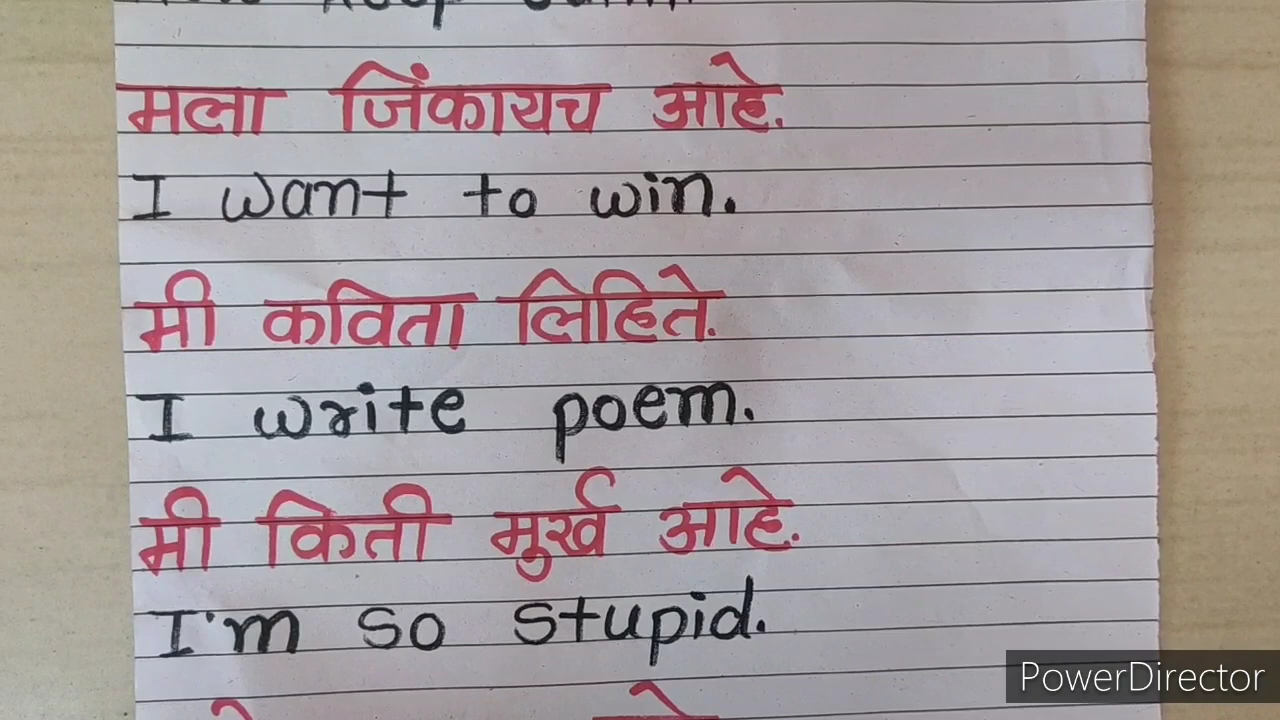 मला जिंकायच आहे.
I want to win.
मी कविता लिहिते.
I write poem.
मी किती मुर्ख आहे.
I'm so stupid.
PowerDirector